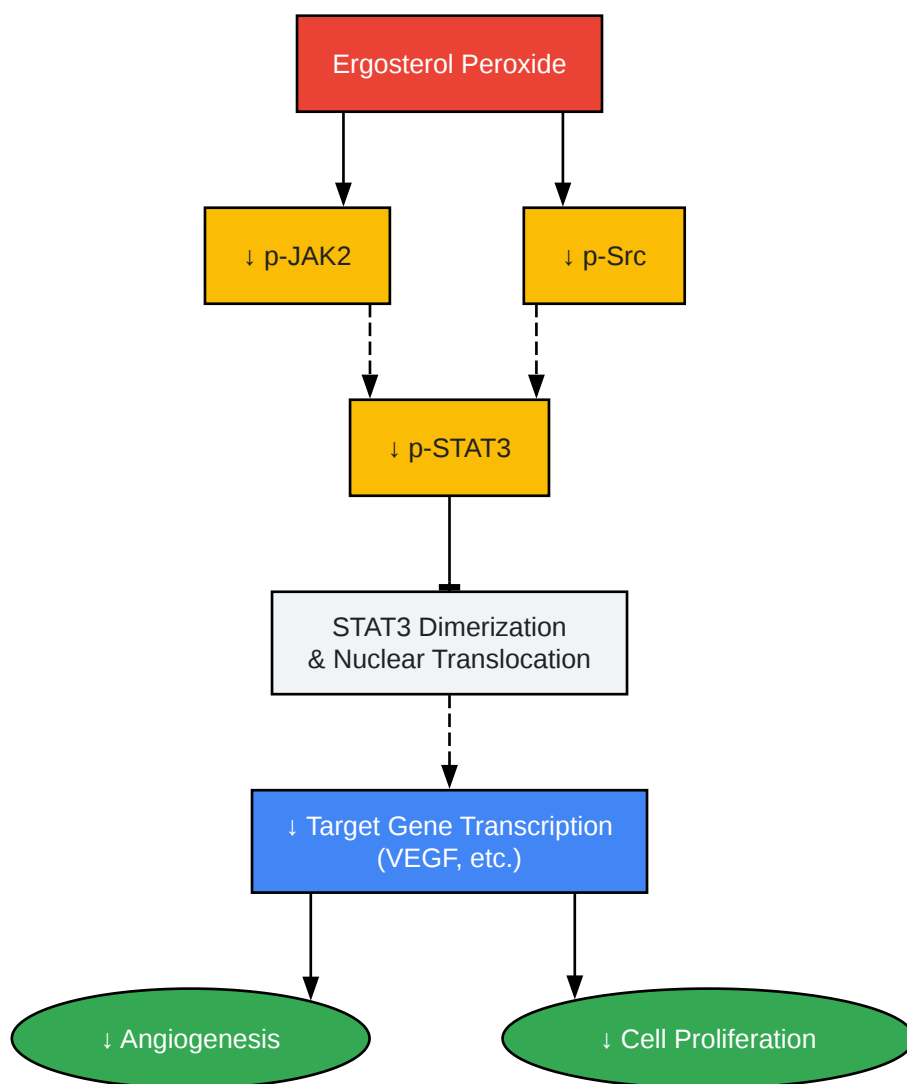 Ergosterol Peroxide
↓ p-JAK2
↓ p-Src
↓ p-STAT3
STAT3 Dimerization
& Nuclear Translocation
↓ Target Gene Transcription
(VEGF, etc.)
↓ Angiogenesis
↓ Cell Proliferation